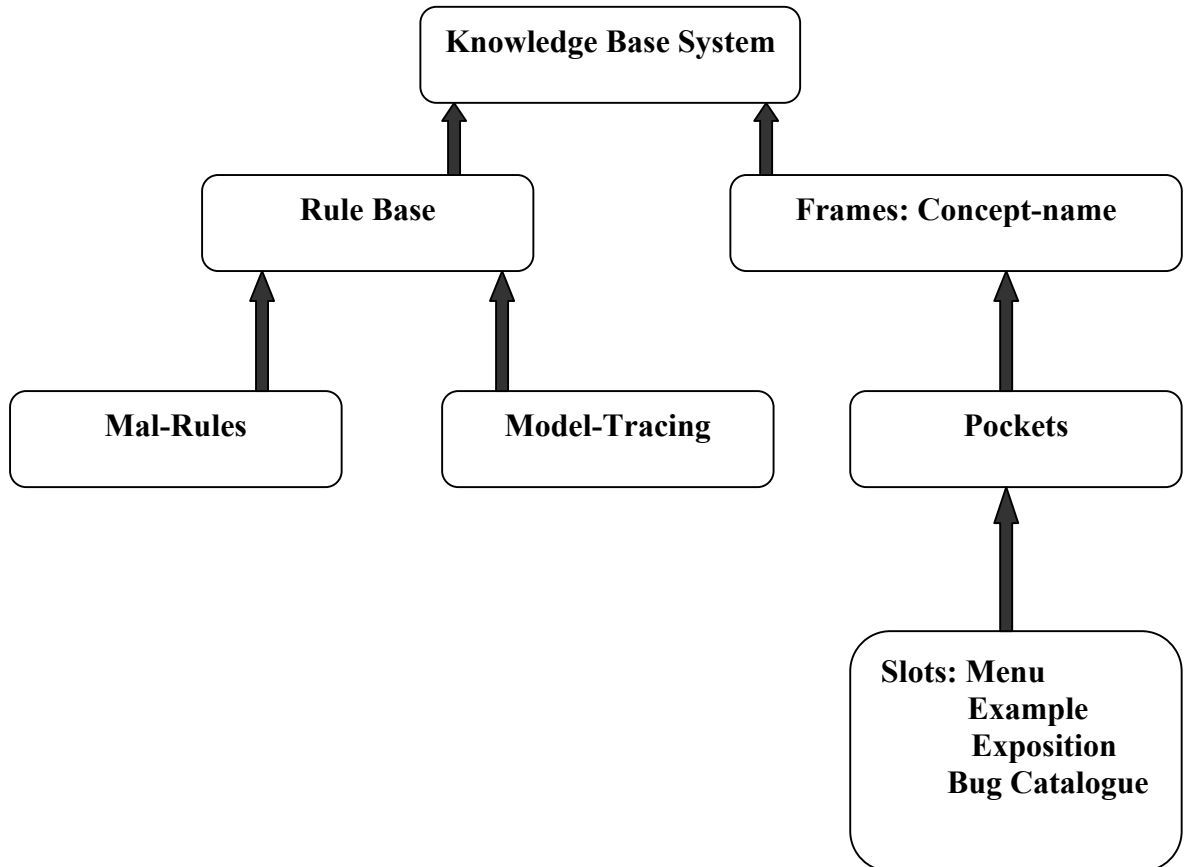 Knowledge Base System
Rule Base
Frames: Concept-name
Mal-Rules
Model-Tracing
Pockets
Slots: Menu
Example
Exposition
Bug Catalogue